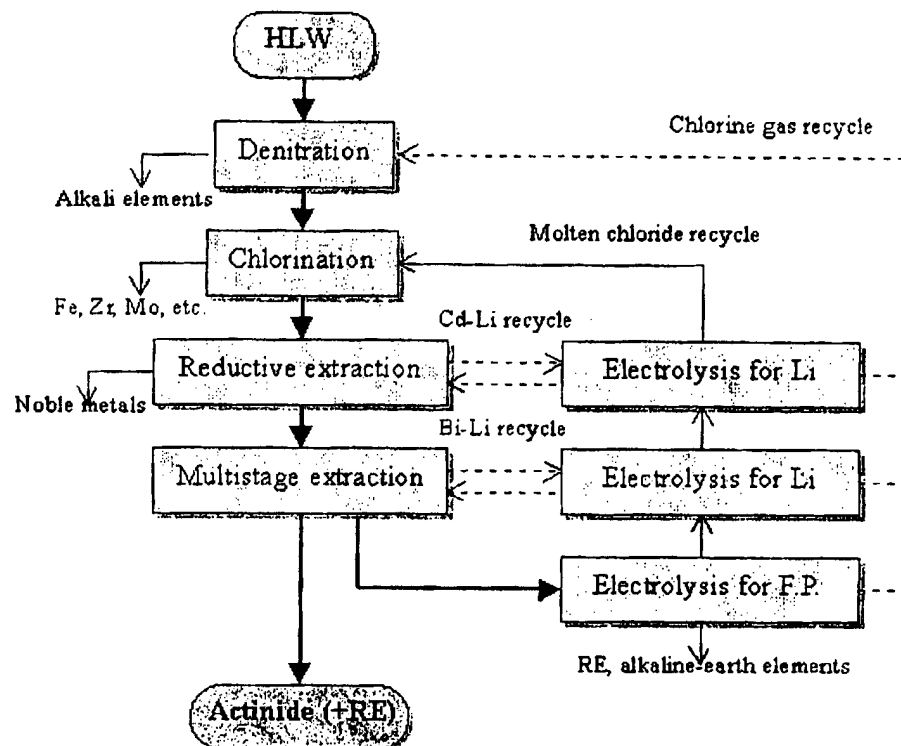 HLW
Chlorine gas recycle
Denitration
Alkali elements
Molten chloride recycle
Chlorination
Fe, Zr, Mo, etc.
Cd-Li recycle
Reductive extraction
Electrolysis for Li
Noble metals
Bi-Li recycle
Multistage extraction
Electrolysis for Li
Electrolysis for F.P.
RE, alkaline-earth elements
Actinide (+RE)